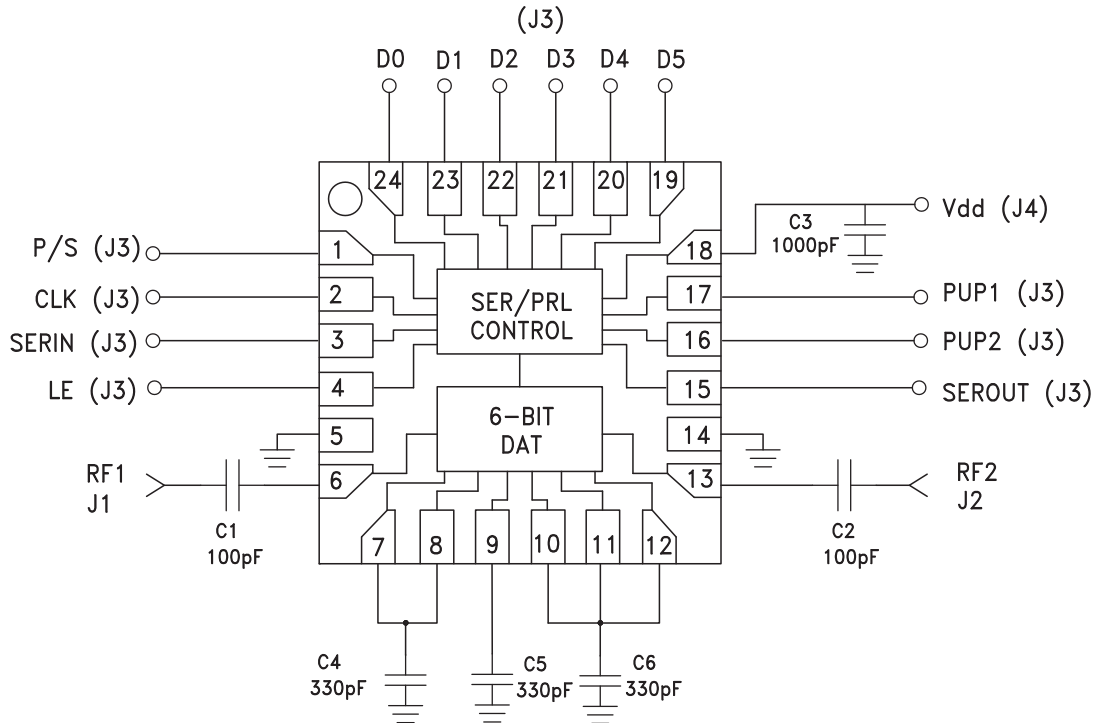 (J3)
D0 D1 D2 D3 D4 D5
24 23 22 21 20 19
P/S (J3) 1
18 C3 1000pF Vdd (J4)
CLK (J3) 2
SER/PRL
CONTROL
17 PUP1 (J3)
SERIN (J3) 3
16 PUP2 (J3)
LE (J3) 4
15 SEROUT (J3)
6-BIT
DAT
5
14
RF1
J1
6
13
RF2
J2
C1
100pF
C2
100pF
7 8 9 10 11 12
C4
330pF
C5
330pF
C6
330pF